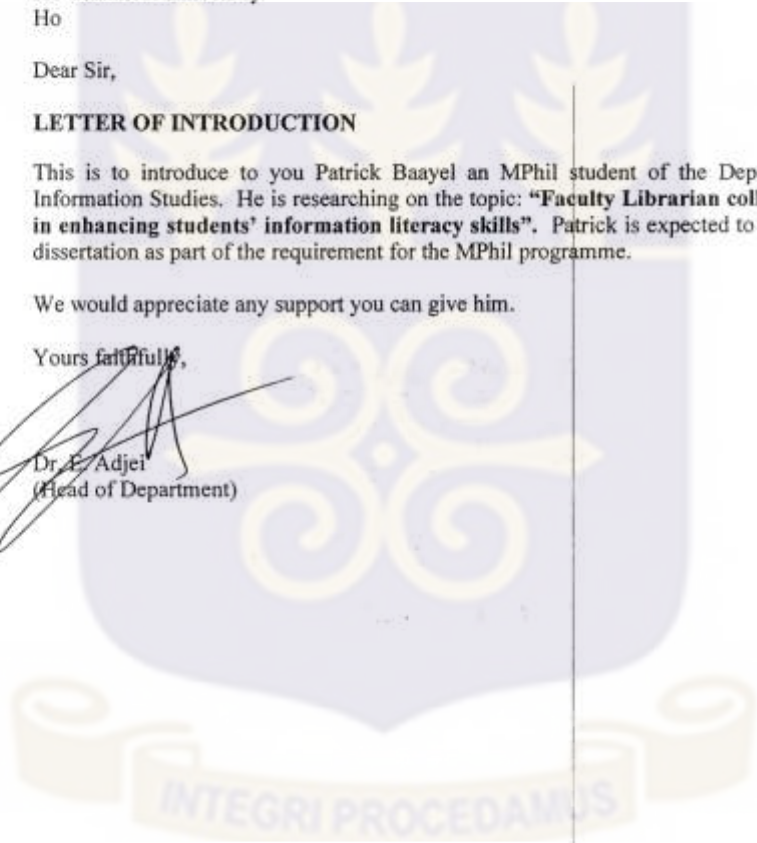 Ho
Dear Sir,
LETTER OF INTRODUCTION
This is to introduce to you Patrick Baayel an MPhil student of the Dep
Information Studies. He is researching on the topic: “Faculty Librarian col
in enhancing students’ information literacy skills”. Patrick is expected to
dissertation as part of the requirement for the MPhil programme.
We would appreciate any support you can give him.
Yours faithfully,
Dr. E. Adjei
(Head of Department)
INTEGRI PROCEDAMUS